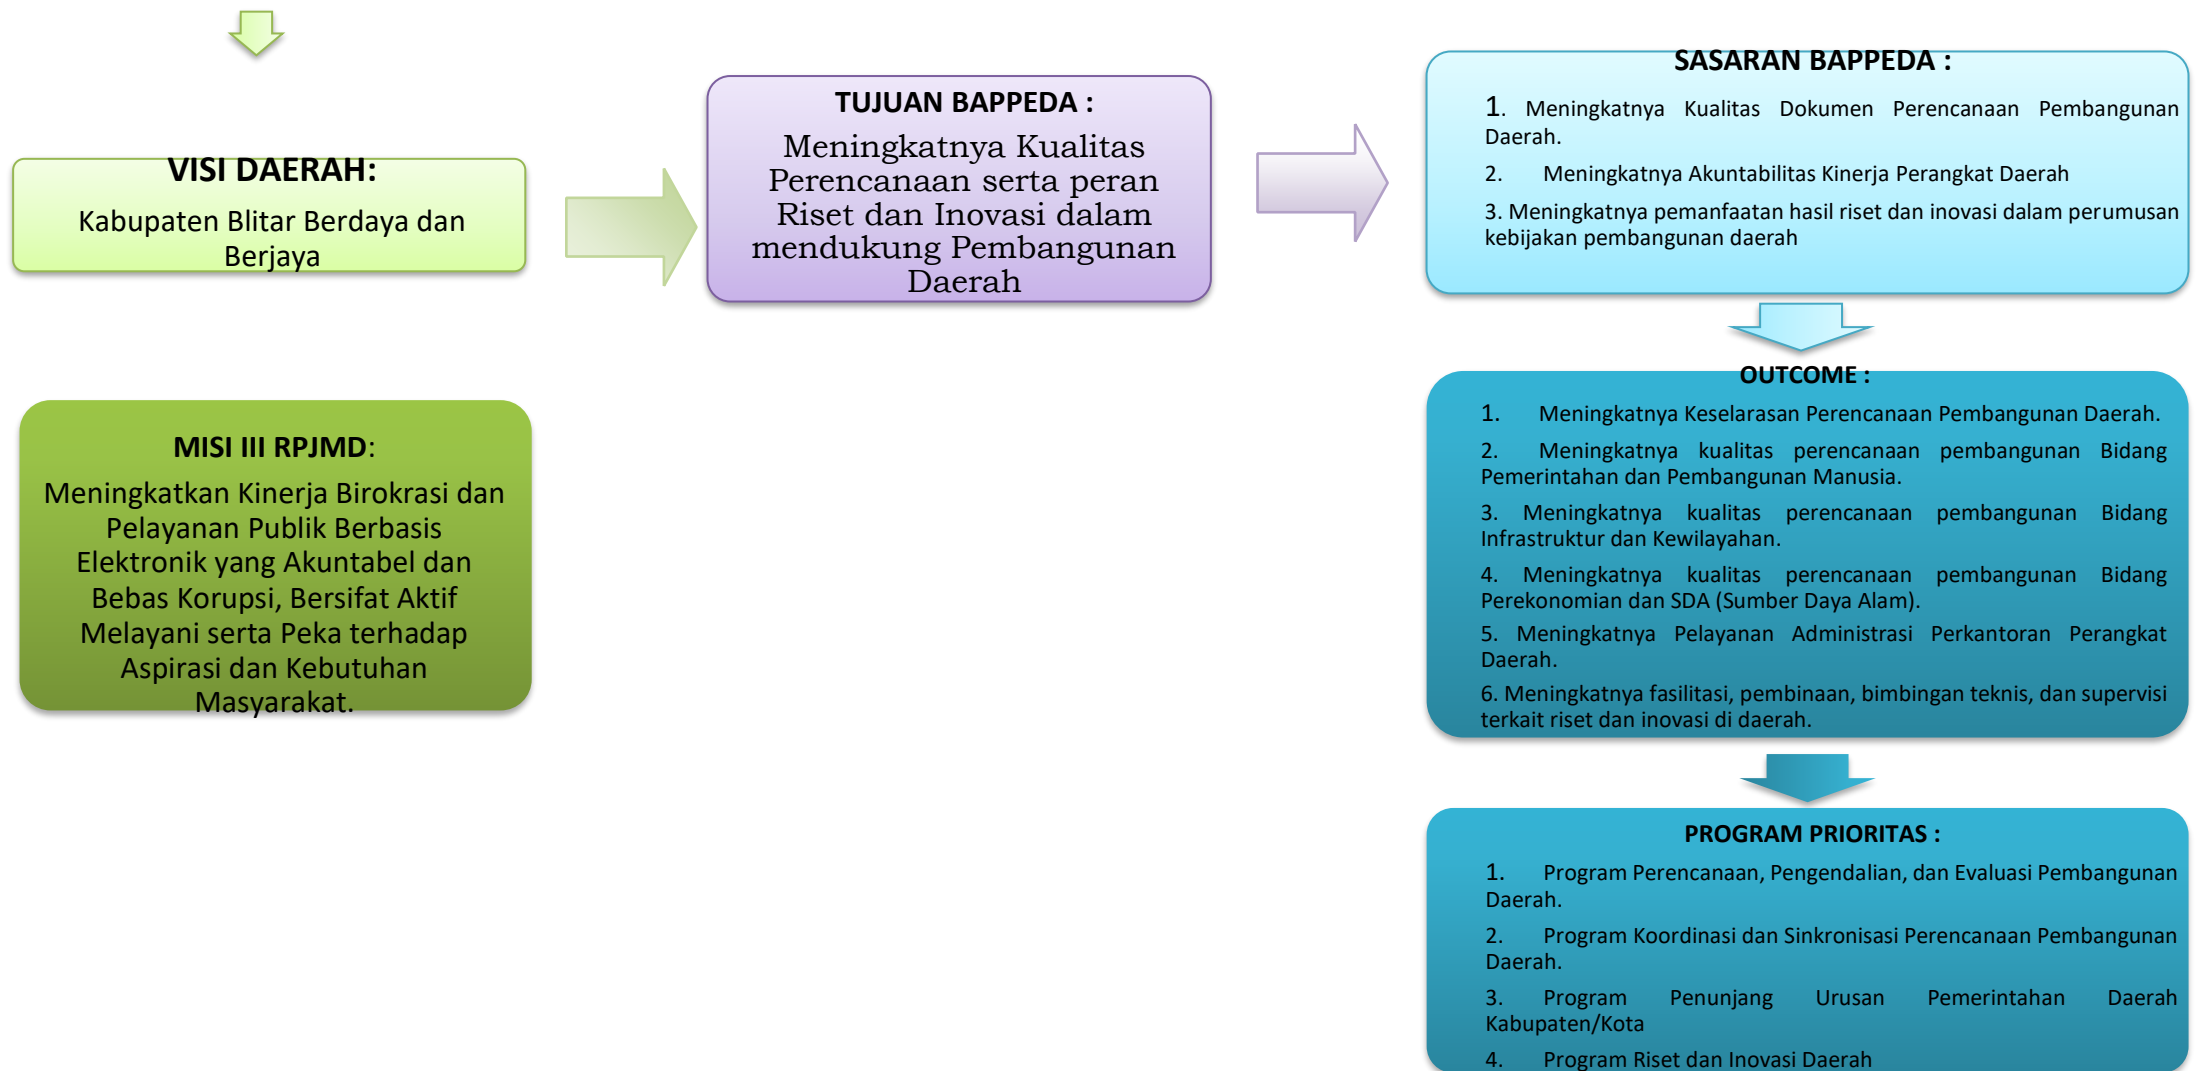 VISI DAERAH:
Kabupaten Blitar Berdaya dan
Berjaya
MISI III RPJMD:
Meningkatkan Kinerja Birokrasi dan
Pelayanan Publik Berbasis
Elektronik yang Akuntabel dan
Bebas Korupsi, Bersifat Aktif
Melayani serta Peka terhadap
Aspirasi dan Kebutuhan
Masyarakat.
TUJUAN BAPPEDA :
Meningkatnya Kualitas
Perencanaan serta peran
Riset dan Inovasi dalam
mendukung Pembangunan
Daerah
SASARAN BAPPEDA :
1. Meningkatnya Kualitas Dokumen Perencanaan Pembangunan
Daerah.
2. Meningkatnya Akuntabilitas Kinerja Perangkat Daerah
3. Meningkatnya pemanfaatan hasil riset dan inovasi dalam perumusan
kebijakan pembangunan daerah
OUTCOME :
1. Meningkatnya Keselarasan Perencanaan Pembangunan Daerah.
2. Meningkatnya kualitas perencanaan pembangunan Bidang
Pemerintahan dan Pembangunan Manusia.
3. Meningkatnya kualitas perencanaan pembangunan Bidang
Infrastruktur dan Kewilayahan.
4. Meningkatnya kualitas perencanaan pembangunan Bidang
Perekonomian dan SDA (Sumber Daya Alam).
5. Meningkatnya Pelayanan Administrasi Perkantoran Perangkat
Daerah.
6. Meningkatnya fasilitasi, pembinaan, bimbingan teknis, dan supervisi
terkait riset dan inovasi di daerah.
PROGRAM PRIORITAS :
1. Program Perencanaan, Pengendalian, dan Evaluasi Pembangunan
Daerah.
2. Program Koordinasi dan Sinkronisasi Perencanaan Pembangunan
Daerah.
3. Program Penunjang Urusan Pemerintahan Daerah
Kabupaten/Kota
4. Program Riset dan Inovasi Daerah